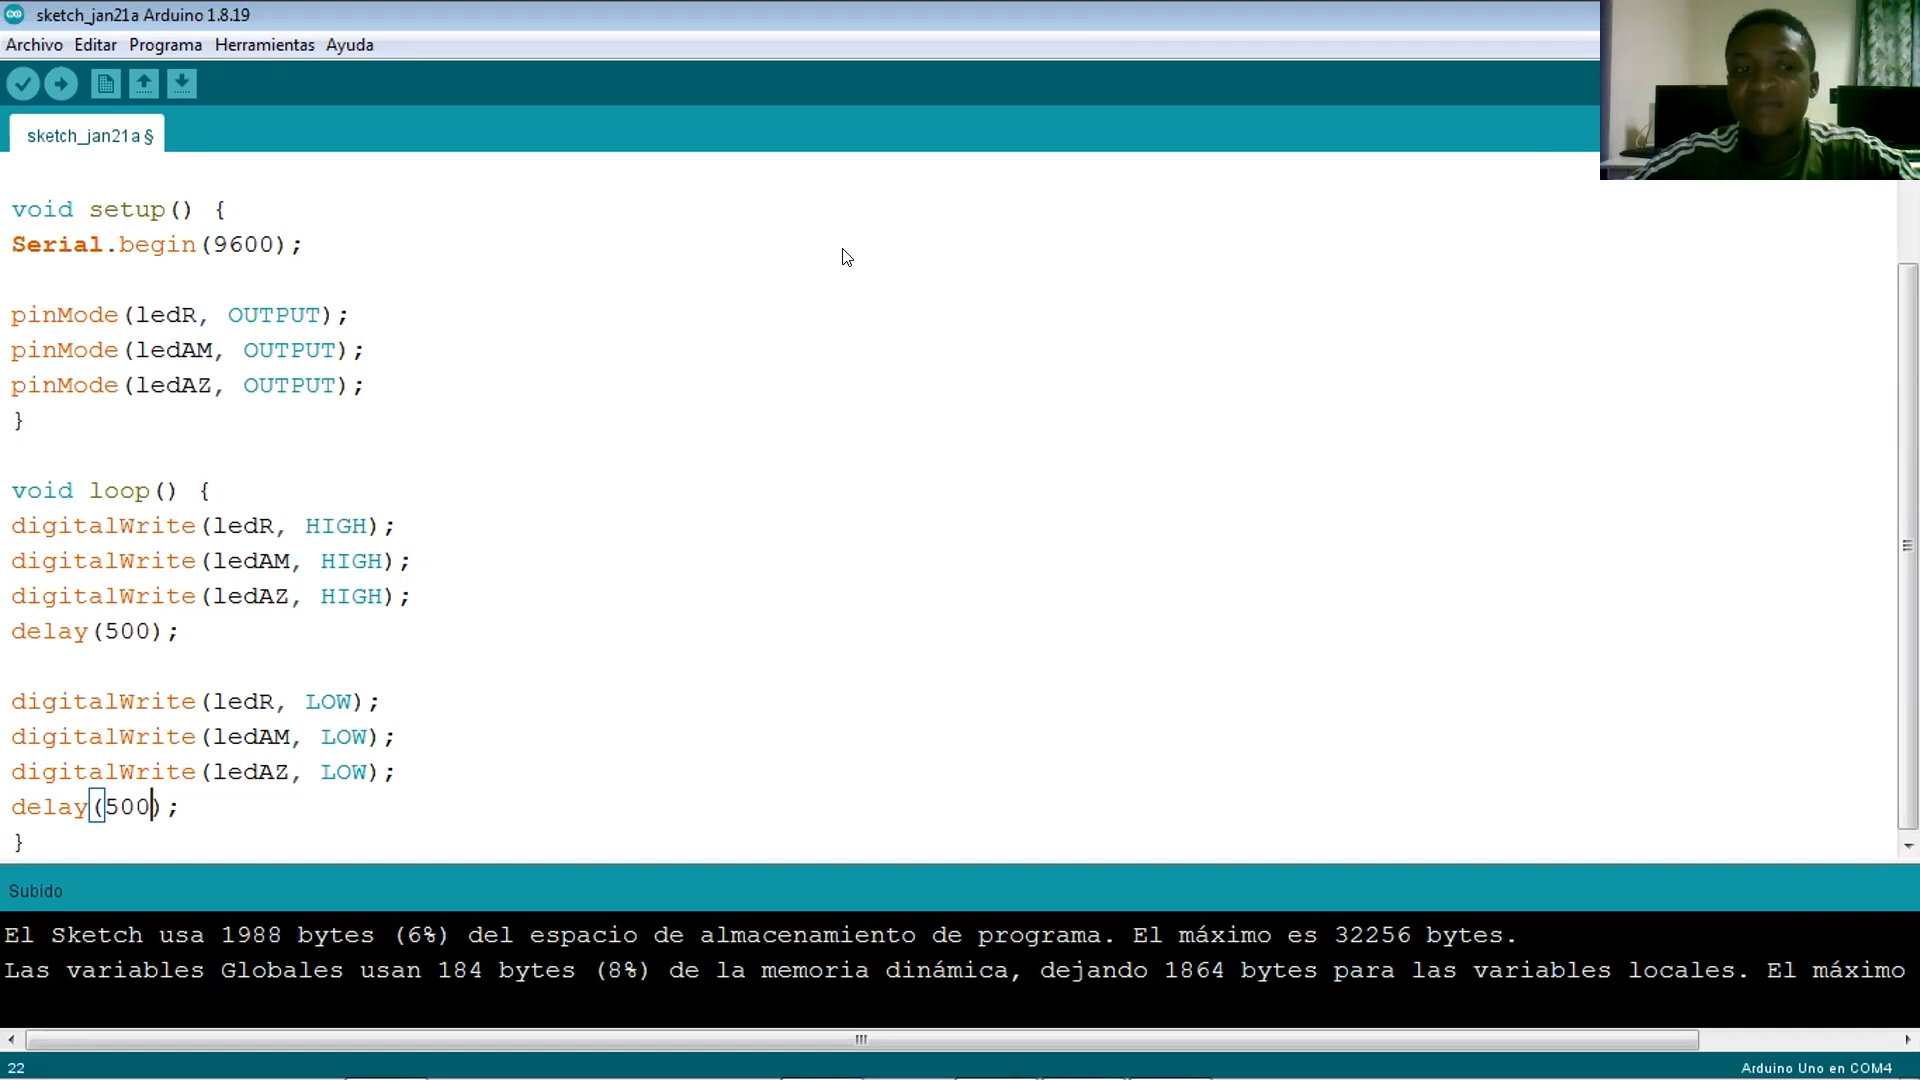 sketch_jan21a Arduino 1.8.19
Archivo Editar Programa Herramientas Ayuda
sketch_jan21a §
void setup() {
Serial.begin(9600);
pinMode(ledR, OUTPUT);
pinMode(ledAM, OUTPUT);
pinMode(ledAZ, OUTPUT);
}
void loop() {
digitalWrite(ledR, HIGH);
digitalWrite(ledAM, HIGH);
digitalWrite(ledAZ, HIGH);
delay(500);
digitalWrite(ledR, LOW);
digitalWrite(ledAM, LOW);
digitalWrite(ledAZ, LOW);
delay(500);
}
Subido
El Sketch usa 1988 bytes (6%) del espacio de almacenamiento de programa. El máximo es 32256 bytes.
Las variables Globales usan 184 bytes (8%) de la memoria dinámica, dejando 1864 bytes para las variables locales. El máximo
22
Arduino Uno en COM4